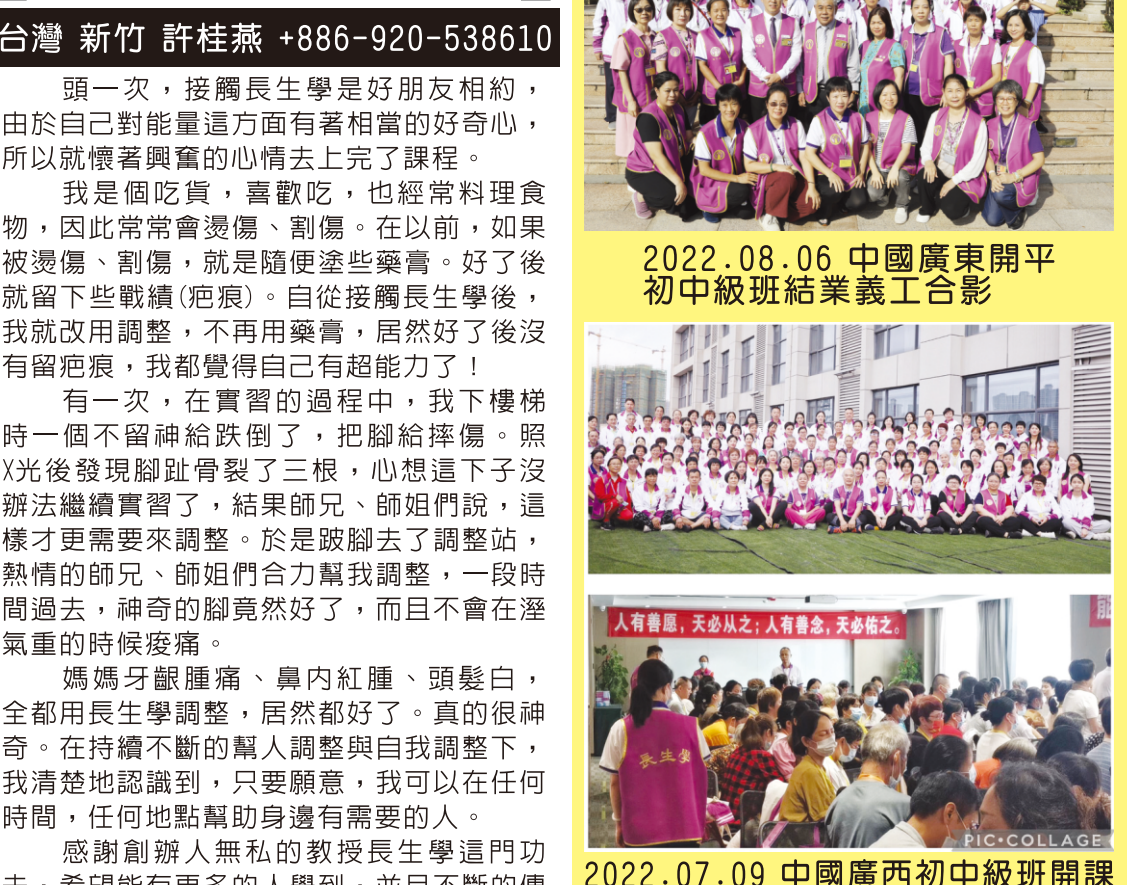 台灣 新竹 許桂燕 +886-920-538610
頭一次，接觸長生學是好朋友相約，
由於自己對能量這方面有著相當的好奇心，
所以就懷著興奮的心情去上完了課程。
我是個吃貨，喜歡吃，也經常料理食
物，因此常常會燙傷、割傷。在以前，如果
被燙傷、割傷，就是隨便塗些藥膏。好了後
就留下些戰績(疤痕)。自從接觸長生學後，
我就改用調整，不再用藥膏，居然好了後沒
有留疤痕，我都覺得自己有超能力了！
有一次，在實習的過程中，我下樓梯
時一個不留神給跌倒了，把腳給摔傷。照
X光後發現腳趾骨裂了三根，心想這下子沒
辦法繼續實習了，結果師兄、師姐們說，這
樣才更需要來調整。於是跛腳去了調整站，
熱情的師兄、師姐們合力幫我調整，一段時
間過去，神奇的腳竟然好了，而且不會在溼
氣重的時候痠痛。
媽媽牙齦腫痛、鼻內紅腫、頭髮白，
全都用長生學調整，居然都好了。真的很神
奇。在持續不斷的幫人調整與自我調整下，
我清楚地認識到，只要願意，我可以在任何
時間，任何地點幫助身邊有需要的人。
感謝創辦人無私的教授長生學這門功
夫，希望能有更多的人學到，並且不斷的傳
2022.08.06 中國廣東開平
初中級班結業義工合影
人有善愿，天必从之；人有善念，天必佑之。
長生學
PIC•COLLAGE
2022.07.09 中國廣西初中級班開課